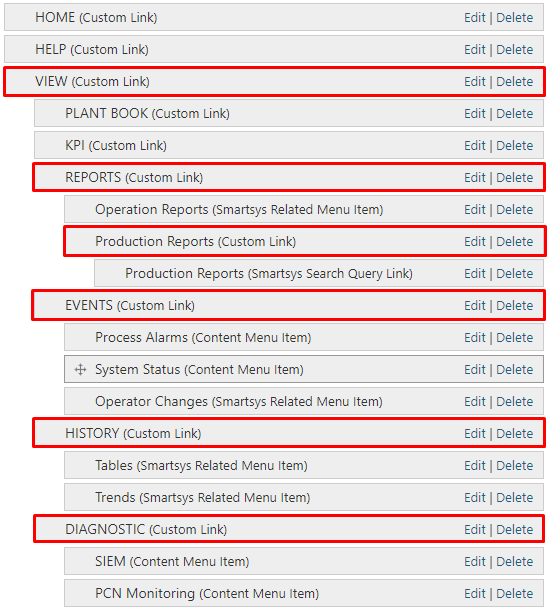 HOME (Custom Link) Edit | Delete
HELP (Custom Link) Edit | Delete
VIEW (Custom Link) Edit | Delete
PLANT BOOK (Custom Link) Edit | Delete
KPI (Custom Link) Edit | Delete
REPORTS (Custom Link) Edit | Delete
Operation Reports (Smartsys Related Menu Item) Edit | Delete
Production Reports (Custom Link) Edit | Delete
Production Reports (Smartsys Search Query Link) Edit | Delete
EVENTS (Custom Link) Edit | Delete
Process Alarms (Content Menu Item) Edit | Delete
System Status (Content Menu Item) Edit | Delete
Operator Changes (Smartsys Related Menu Item) Edit | Delete
HISTORY (Custom Link) Edit | Delete
Tables (Smartsys Related Menu Item) Edit | Delete
Trends (Smartsys Related Menu Item) Edit | Delete
DIAGNOSTIC (Custom Link) Edit | Delete
SIEM (Content Menu Item) Edit | Delete
PCN Monitoring (Content Menu Item) Edit | Delete